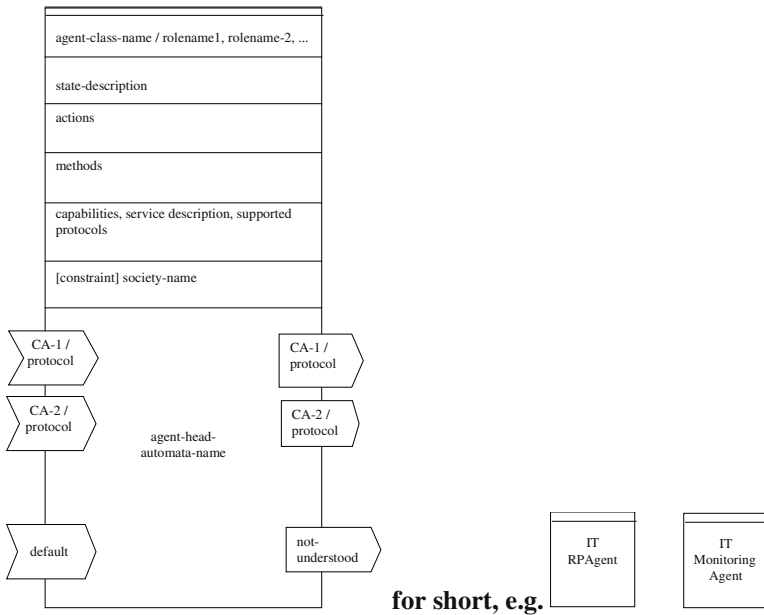 agent-class-name / rolename1, rolename-2, ...
state-description
actions
methods
capabilities, service description, supported
protocols
[constraint] society-name
CA-1 /
protocol
CA-1 /
protocol
CA-2 /
protocol
CA-2 /
protocol
agent-head-
automata-name
default
not-
understood
for short, e.g.
IT
RPAgent
IT
Monitoring
Agent